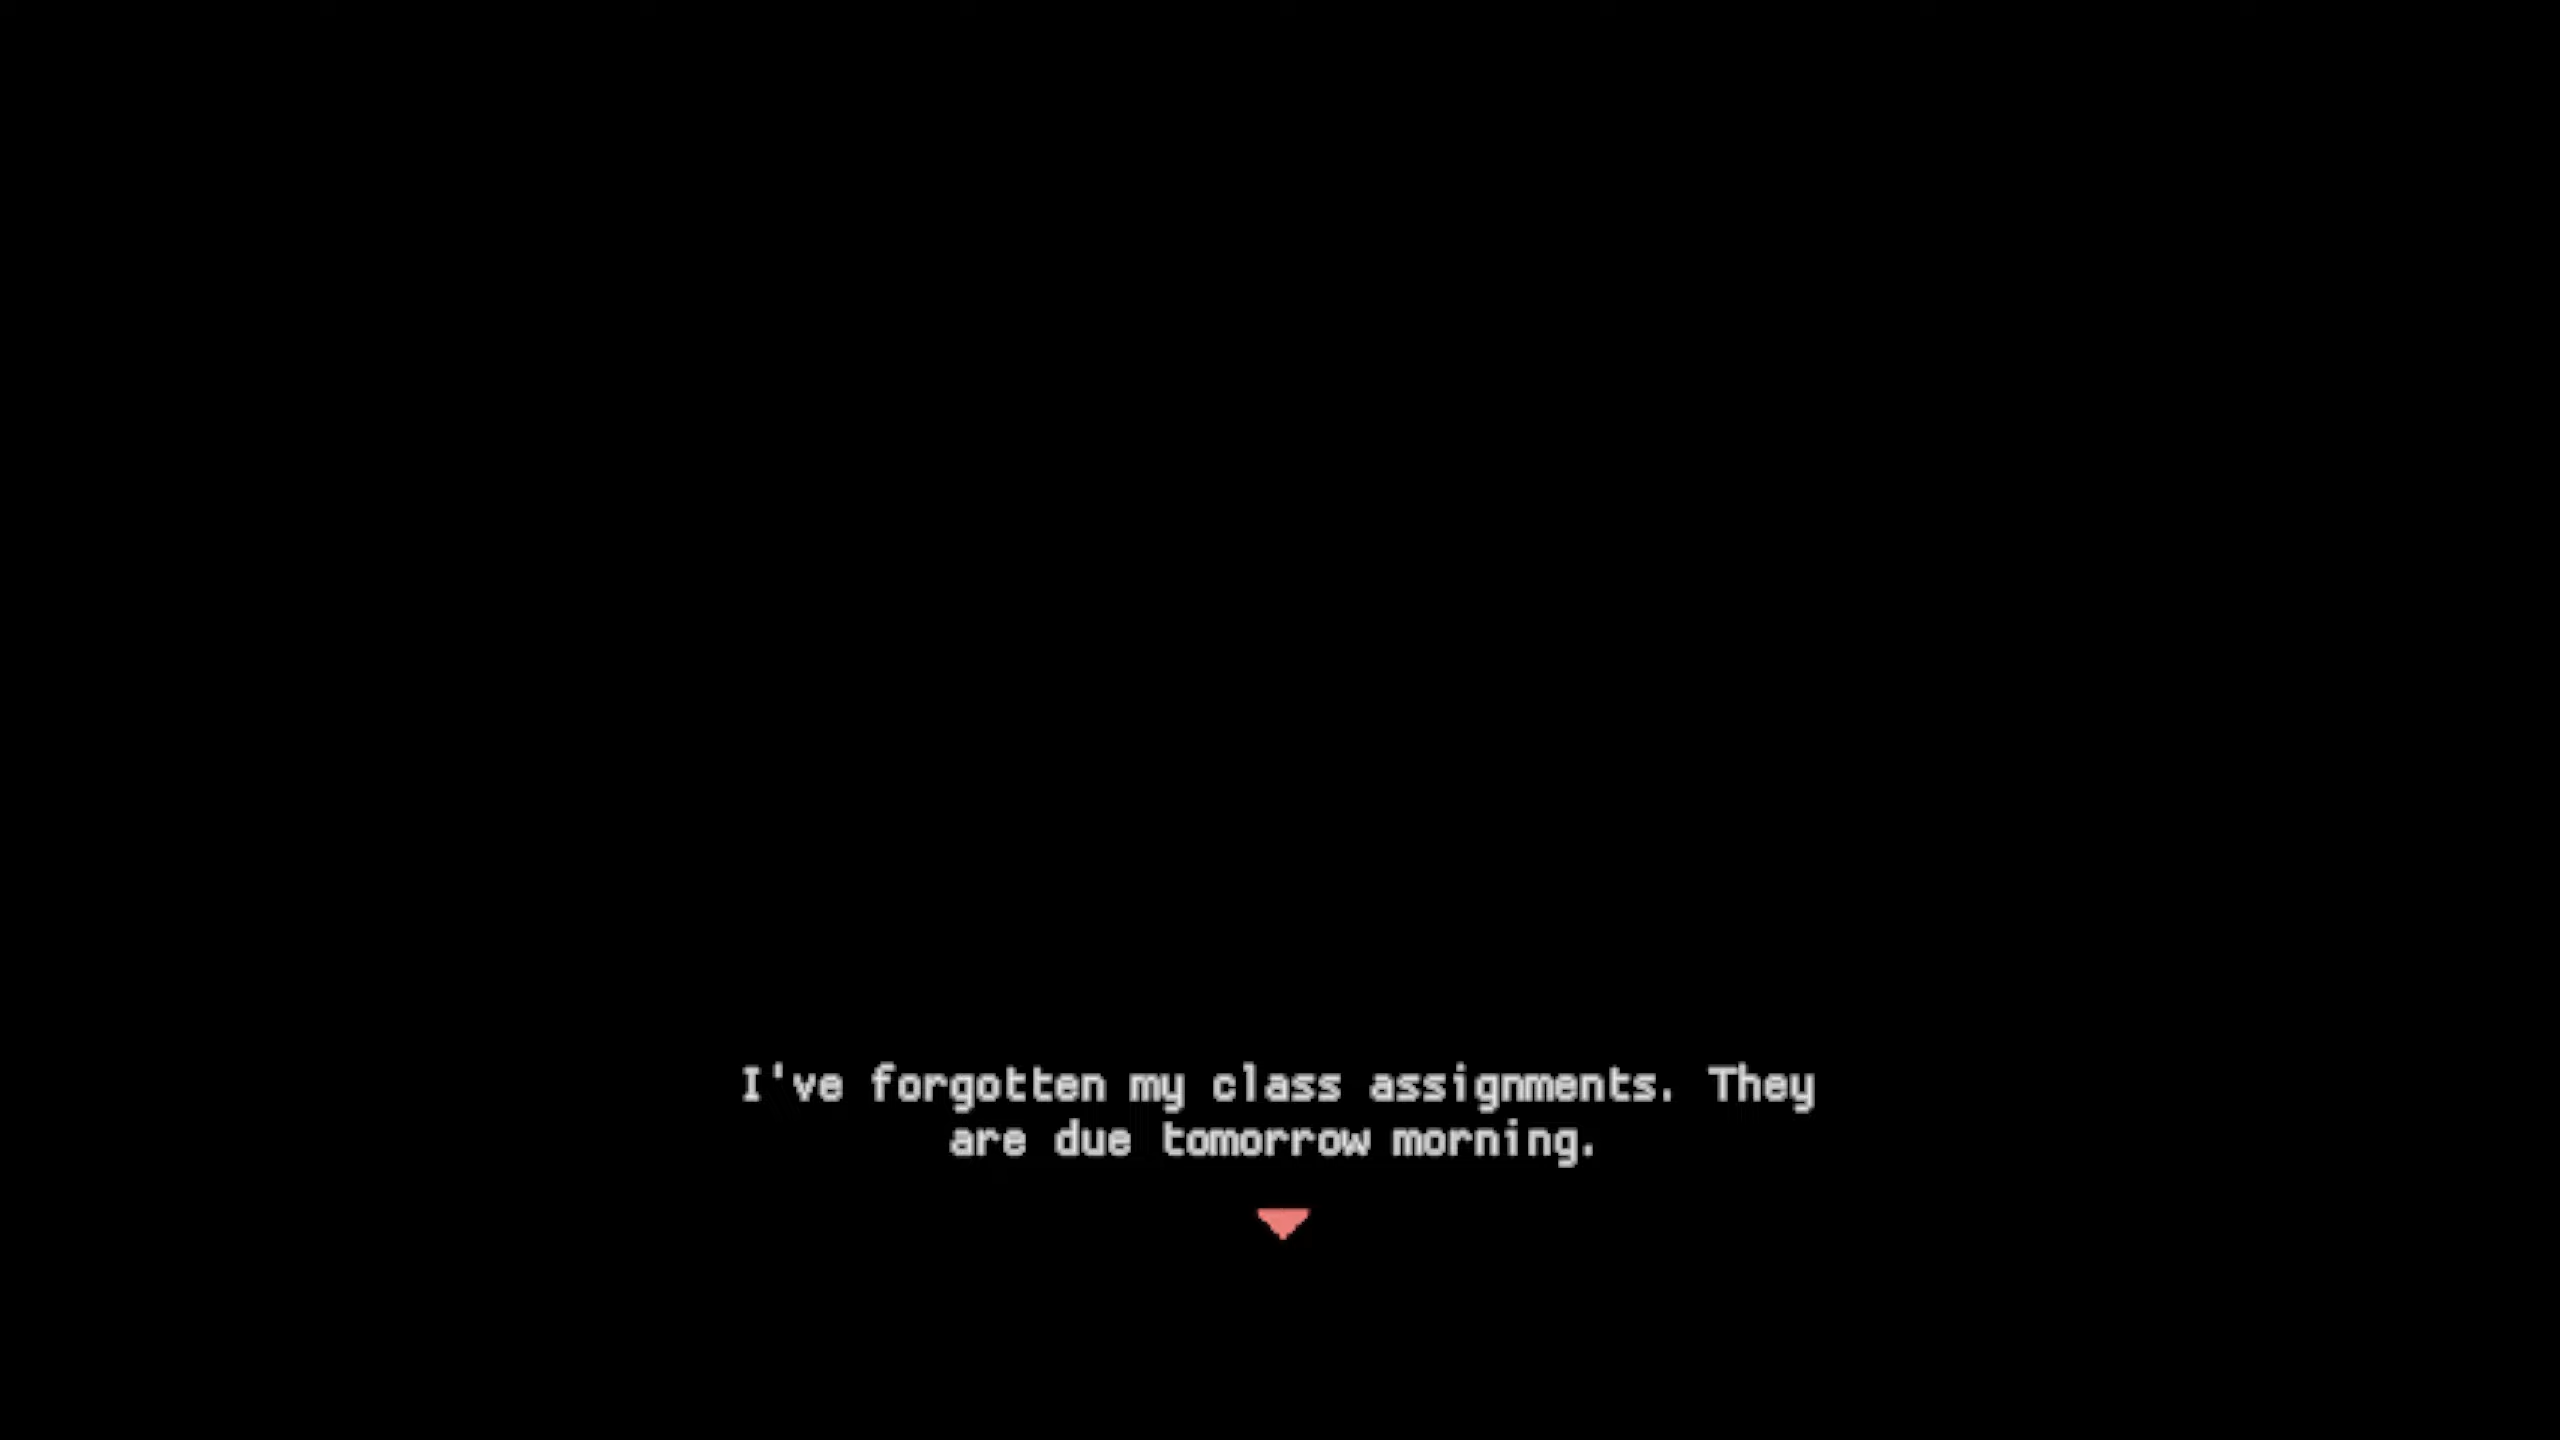 I've forgotten my class assignments. They
are due tomorrow morning.